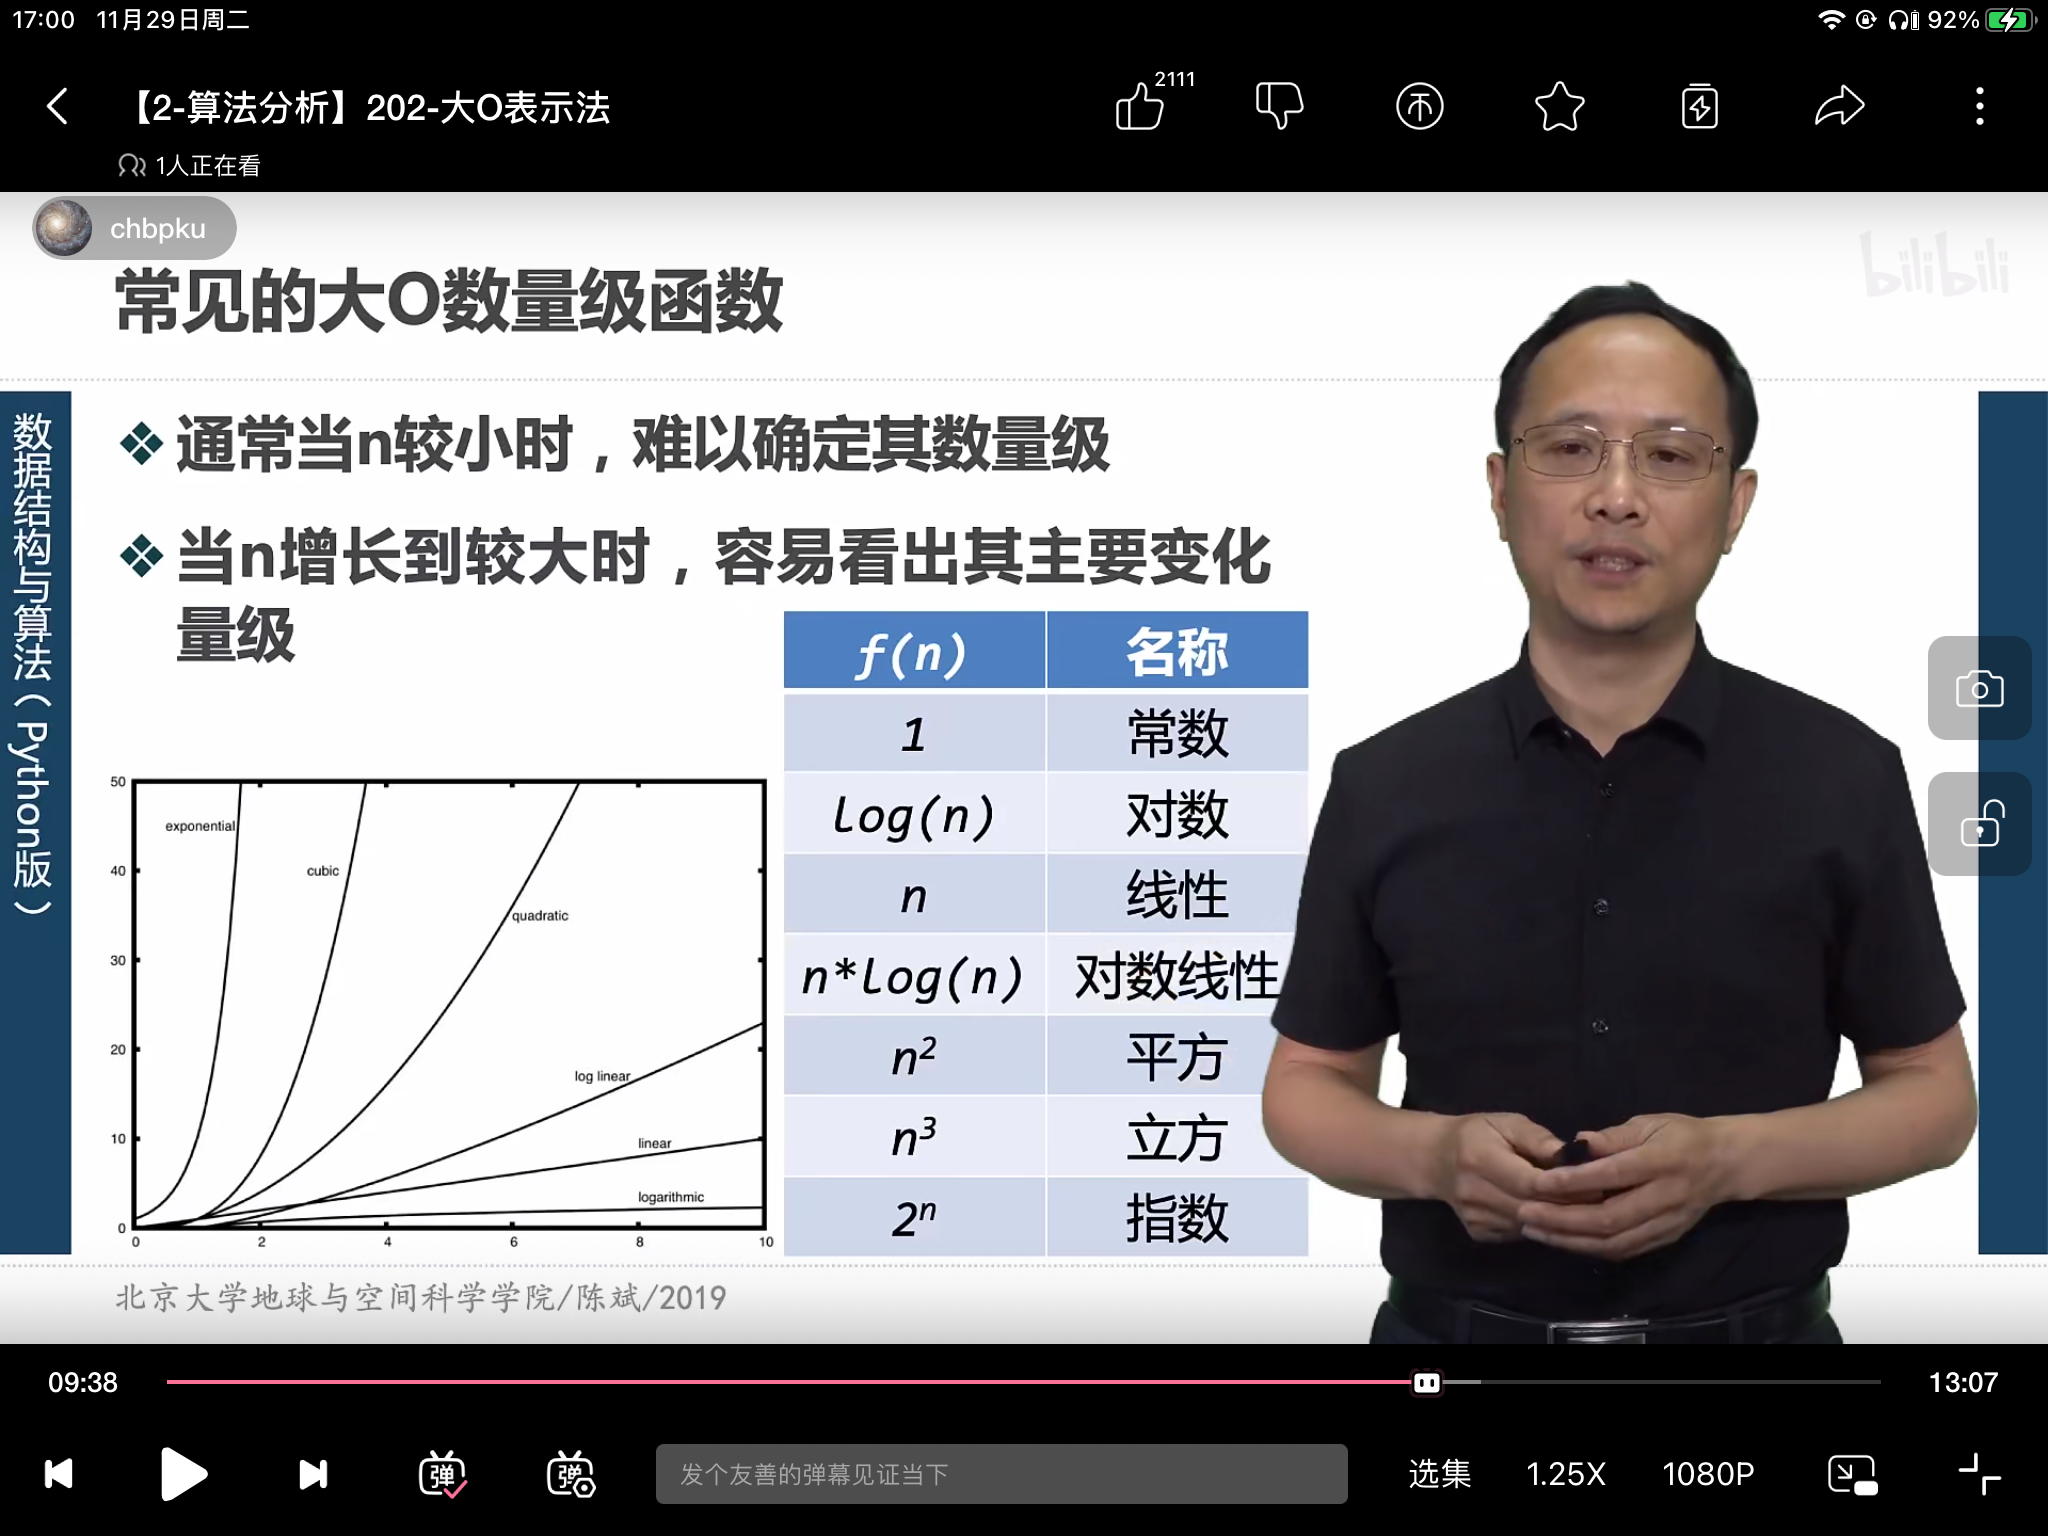 17:00 11月29日周二
92%
【2-算法分析】202-大O表示法
2111
1人正在看
chbpku
bilibili
常见的大O数量级函数
数据结构与算法（Python版）
❖ 通常当n较小时，难以确定其数量级
❖ 当n增长到较大时，容易看出其主要变化
量级
f(n) 名称
1 常数
log(n) 对数
n 线性
n*log(n) 对数线性
n² 平方
n³ 立方
2ⁿ 指数
50
40
30
20
10
0
0 2 4 6 8 10
exponential
cubic
quadratic
log linear
linear
logarithmic
北京大学地球与空间科学学院/陈斌/2019
09:38
13:07
弹
弹
发个友善的弹幕见证当下
选集
1.25X
1080P